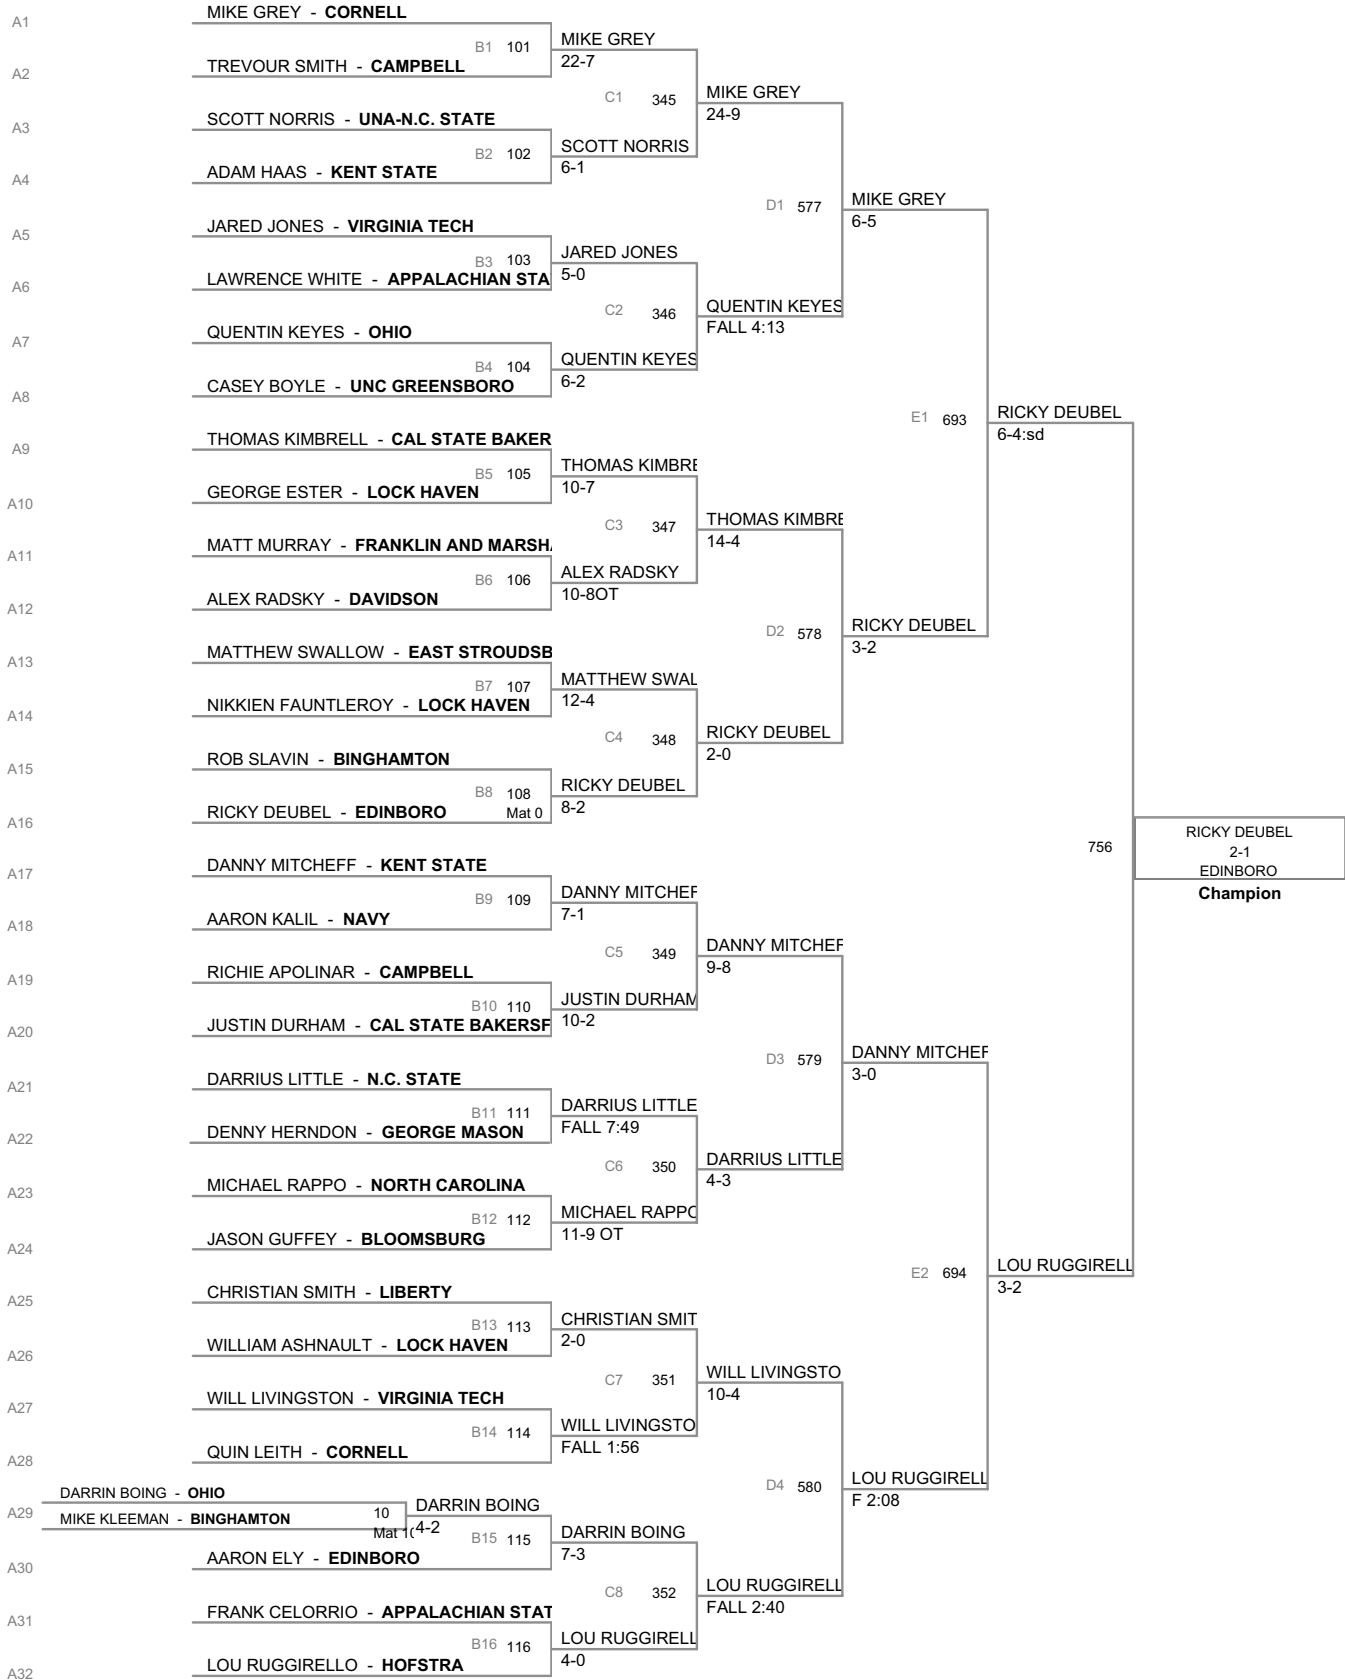 A1
MIKE GREY - CORNELL
B1 101
A2
TREVOUR SMITH - CAMPBELL
MIKE GREY
22-7
C1 345
A3
SCOTT NORRIS - UNA-N.C. STATE
B2 102
A4
ADAM HAAS - KENT STATE
SCOTT NORRIS
6-1
MIKE GREY
24-9
D1 577
A5
JARED JONES - VIRGINIA TECH
B3 103
A6
LAWRENCE WHITE - APPALACHIAN STA
JARED JONES
5-0
C2 346
A7
QUENTIN KEYES - OHIO
B4 104
A8
CASEY BOYLE - UNC GREENSBORO
QUENTIN KEYES
6-2
QUENTIN KEYES
FALL 4:13
MIKE GREY
6-5
E1 693
A9
THOMAS KIMBRELL - CAL STATE BAKER
B5 105
A10
GEORGE ESTER - LOCK HAVEN
THOMAS KIMBRE
10-7
C3 347
A11
MATT MURRAY - FRANKLIN AND MARSH
B6 106
A12
ALEX RADSKY - DAVIDSON
ALEX RADSKY
10-8OT
THOMAS KIMBRE
14-4
D2 578
A13
MATTHEW SWALLOW - EAST STROUDSB
B7 107
A14
NIKKIEN FAUNTLEROY - LOCK HAVEN
MATTHEW SWAL
12-4
C4 348
A15
ROB SLAVIN - BINGHAMTON
B8 108
Mat 0
A16
RICKY DEUBEL - EDINBORO
RICKY DEUBEL
8-2
RICKY DEUBEL
2-0
RICKY DEUBEL
3-2
RICKY DEUBEL
6-4:sd
756
RICKY DEUBEL
2-1
EDINBORO
Champion
A17
DANNY MITCHEFF - KENT STATE
B9 109
A18
AARON KALIL - NAVY
DANNY MITCHEF
7-1
C5 349
A19
RICHIE APOLINAR - CAMPBELL
B10 110
A20
JUSTIN DURHAM - CAL STATE BAKERSF
JUSTIN DURHAM
10-2
DANNY MITCHEF
9-8
D3 579
A21
DARRIUS LITTLE - N.C. STATE
B11 111
A22
DENNY HERNDON - GEORGE MASON
DARRIUS LITTLE
FALL 7:49
C6 350
A23
MICHAEL RAPPO - NORTH CAROLINA
B12 112
A24
JASON GUFFEY - BLOOMSBURG
MICHAEL RAPPO
11-9 OT
DARRIUS LITTLE
4-3
DANNY MITCHEF
3-0
E2 694
A25
CHRISTIAN SMITH - LIBERTY
B13 113
A26
WILLIAM ASHNAULT - LOCK HAVEN
CHRISTIAN SMIT
2-0
C7 351
A27
WILL LIVINGSTON - VIRGINIA TECH
B14 114
A28
QUIN LEITH - CORNELL
WILL LIVINGSTO
FALL 1:56
WILL LIVINGSTO
10-4
D4 580
A29
DARRIN BOING - OHIO
MIKE KLEEMAN - BINGHAMTON
10
Mat 10
DARRIN BOING
4-2
B15 115
A30
AARON ELY - EDINBORO
DARRIN BOING
7-3
C8 352
A31
FRANK CELORRIO - APPALACHIAN STAT
B16 116
A32
LOU RUGGIRELLO - HOFSTRA
LOU RUGGIRELL
4-0
LOU RUGGIRELL
FALL 2:40
LOU RUGGIRELL
F 2:08
LOU RUGGIRELL
3-2